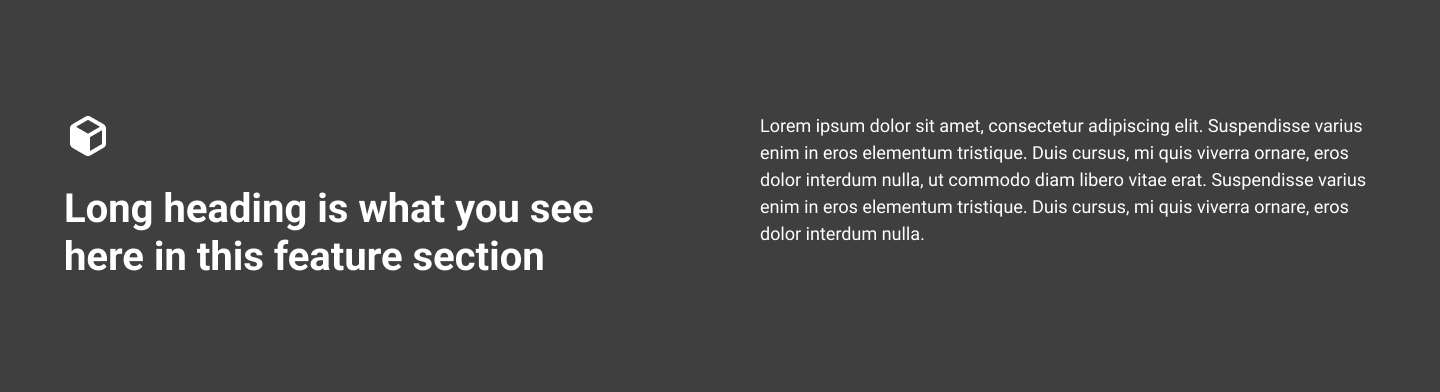 Long heading is what you see
here in this feature section
Lorem ipsum dolor sit amet, consectetur adipiscing elit. Suspendisse varius
enim in eros elementum tristique. Duis cursus, mi quis viverra ornare, eros
dolor interdum nulla, ut commodo diam libero vitae erat. Suspendisse varius
enim in eros elementum tristique. Duis cursus, mi quis viverra ornare, eros
dolor interdum nulla.